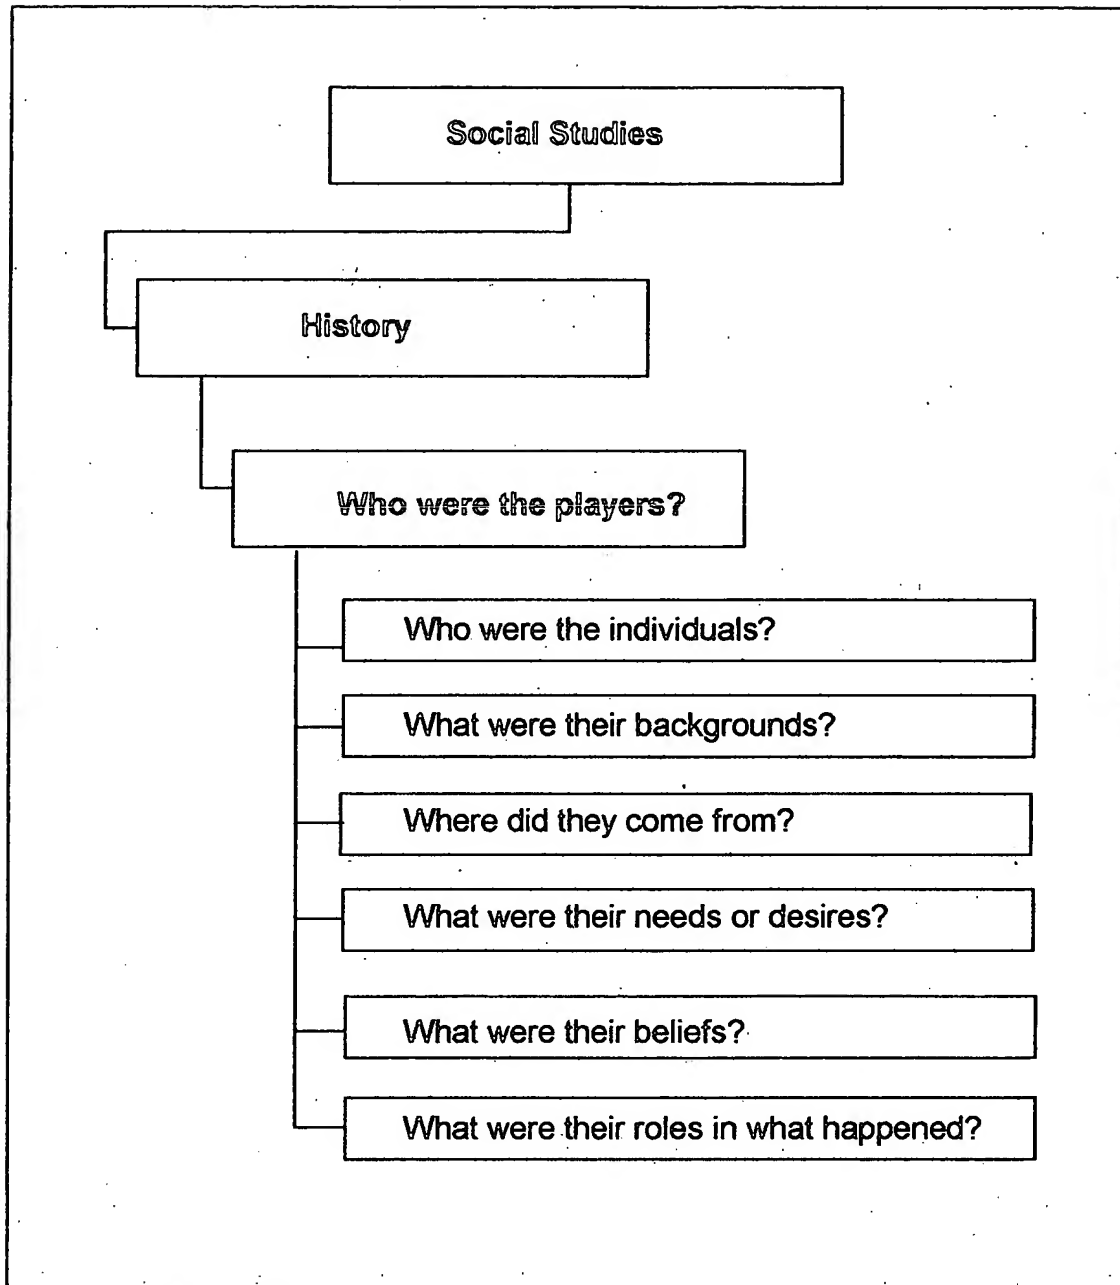 Social Studies
History
Who were the players?
Who were the individuals?
What were their backgrounds?
Where did they come from?
What were their needs or desires?
What were their beliefs?
What were their roles in what happened?